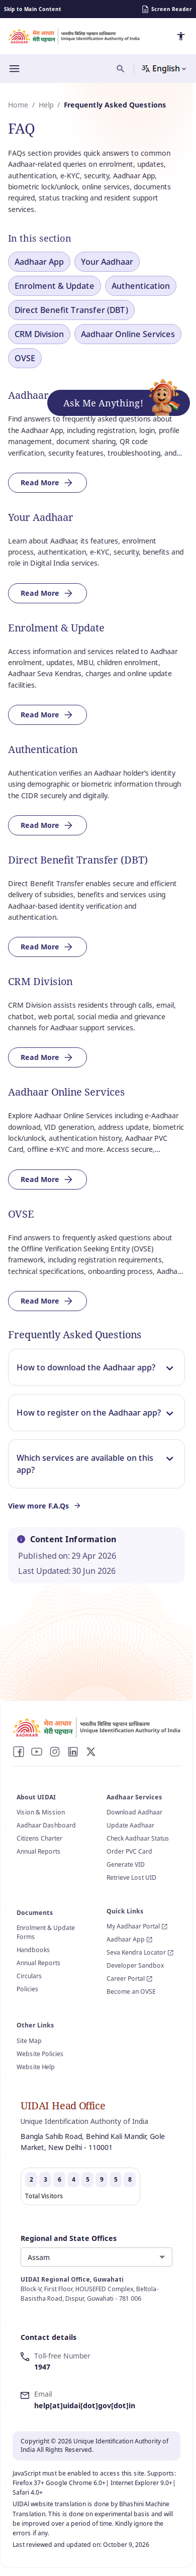 Skip to Main Content
Screen Reader
मेरा आधार
MERA AADHAAR
भारतीय विशिष्ट पहचान प्राधिकरण
Unique Identification Authority of India
English
Home / Help / Frequently Asked Questions
FAQ
FAQs section provides quick answers to common
Aadhaar-related queries on enrolment, updates,
authentication, e-KYC, security, Aadhaar App,
biometric lock/unlock, online services, documents
required, status tracking and resident support
services.
In this section
Aadhaar App
Your Aadhaar
Enrolment & Update
Authentication
Direct Benefit Transfer (DBT)
CRM Division
Aadhaar Online Services
OVSE
Aadhaar
Ask Me Anything!
Find answers to frequently asked questions about
the Aadhaar App, including registration, login, profile
management, document sharing, QR code
verification, security features, troubleshooting, and...
Read More
Your Aadhaar
Learn about Aadhaar, its features, enrolment
process, authentication, e-KYC, security, benefits and
role in Digital India services.
Read More
Enrolment & Update
Access information and services related to Aadhaar
enrolment, updates, MBU, children enrolment,
Aadhaar Seva Kendras, charges and online update
facilities.
Read More
Authentication
Authentication verifies an Aadhaar holder's identity
using demographic or biometric information through
the CIDR securely and digitally.
Read More
Direct Benefit Transfer (DBT)
Direct Benefit Transfer enables secure and efficient
delivery of subsidies, benefits and services using
Aadhaar-based identity verification and
authentication.
Read More
CRM Division
CRM Division assists residents through calls, email,
chatbot, web portal, social media and grievance
channels for Aadhaar support services.
Read More
Aadhaar Online Services
Explore Aadhaar Online Services including e-Aadhaar
download, VID generation, address update, biometric
lock/unlock, authentication history, Aadhaar PVC
Card, offline e-KYC and more. Access secure,...
Read More
OVSE
Find answers to frequently asked questions about
the Offline Verification Seeking Entity (OVSE)
framework, including registration requirements,
technical specifications, onboarding process, Aadha...
Read More
Frequently Asked Questions
How to download the Aadhaar app?
How to register on the Aadhaar app?
Which services are available on this
app?
View more F.A.Qs
Content Information
Published on: 29 Apr 2026
Last Updated: 30 Jun 2026
मेरा आधार
MERA AADHAAR
भारतीय विशिष्ट पहचान प्राधिकरण
Unique Identification Authority of India
About UIDAI
Vision & Mission
Aadhaar Dashboard
Citizens Charter
Annual Reports
Aadhaar Services
Download Aadhaar
Update Aadhaar
Check Aadhaar Status
Order PVC Card
Generate VID
Retrieve Lost UID
Documents
Enrolment & Update
Forms
Handbooks
Annual Reports
Circulars
Policies
Quick Links
My Aadhaar Portal
Aadhaar App
Seva Kendra Locator
Developer Sandbox
Career Portal
Become an OVSE
Other Links
Site Map
Website Policies
Website Help
UIDAI Head Office
Unique Identification Authority of India
Bangla Sahib Road, Behind Kali Mandir, Gole
Market, New Delhi - 110001
2 3 6 4 5 9 5 8
Total Visitors
Regional and State Offices
Assam
UIDAI Regional Office, Guwahati
Block-V, First Floor, HOUSEFED Complex, Beltola-
Basistha Road, Dispur, Guwahati - 781 006
Contact details
Toll-free Number
1947
Email
help[at]uidai[dot]gov[dot]in
Copyright © 2026 Unique Identification Authority of
India All Rights Reserved.
JavaScript must be enabled to access this site. Supports:
Firefox 37+ Google Chrome 6.0+| Internet Explorer 9.0+|
Safari 4.0+
UIDAI website translation is done by Bhashini Machine
Translation. This is done on experimental basis and will
be improved over a period of time. Kindly ignore the
errors if any.
Last reviewed and updated on: October 9, 2026